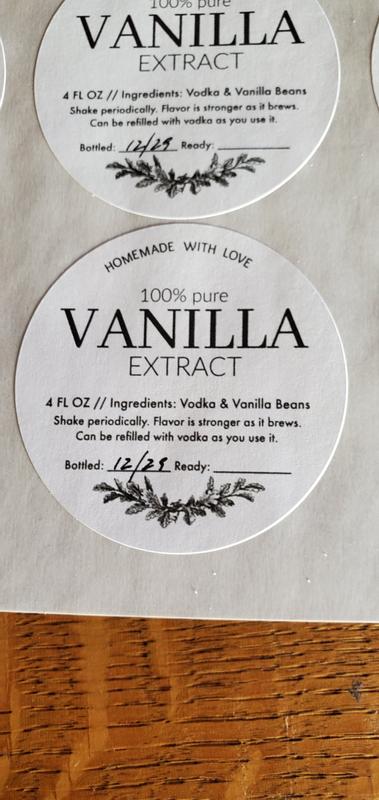 100% pure
VANILLA
EXTRACT
4 FL OZ // Ingredients: Vodka & Vanilla Beans
Shake periodically. Flavor is stronger as it brews.
Can be refilled with vodka as you use it.
Bottled: 12/29 Ready:
HOMEMADE WITH LOVE
100% pure
VANILLA
EXTRACT
4 FL OZ // Ingredients: Vodka & Vanilla Beans
Shake periodically. Flavor is stronger as it brews.
Can be refilled with vodka as you use it.
Bottled: 12/29 Ready: